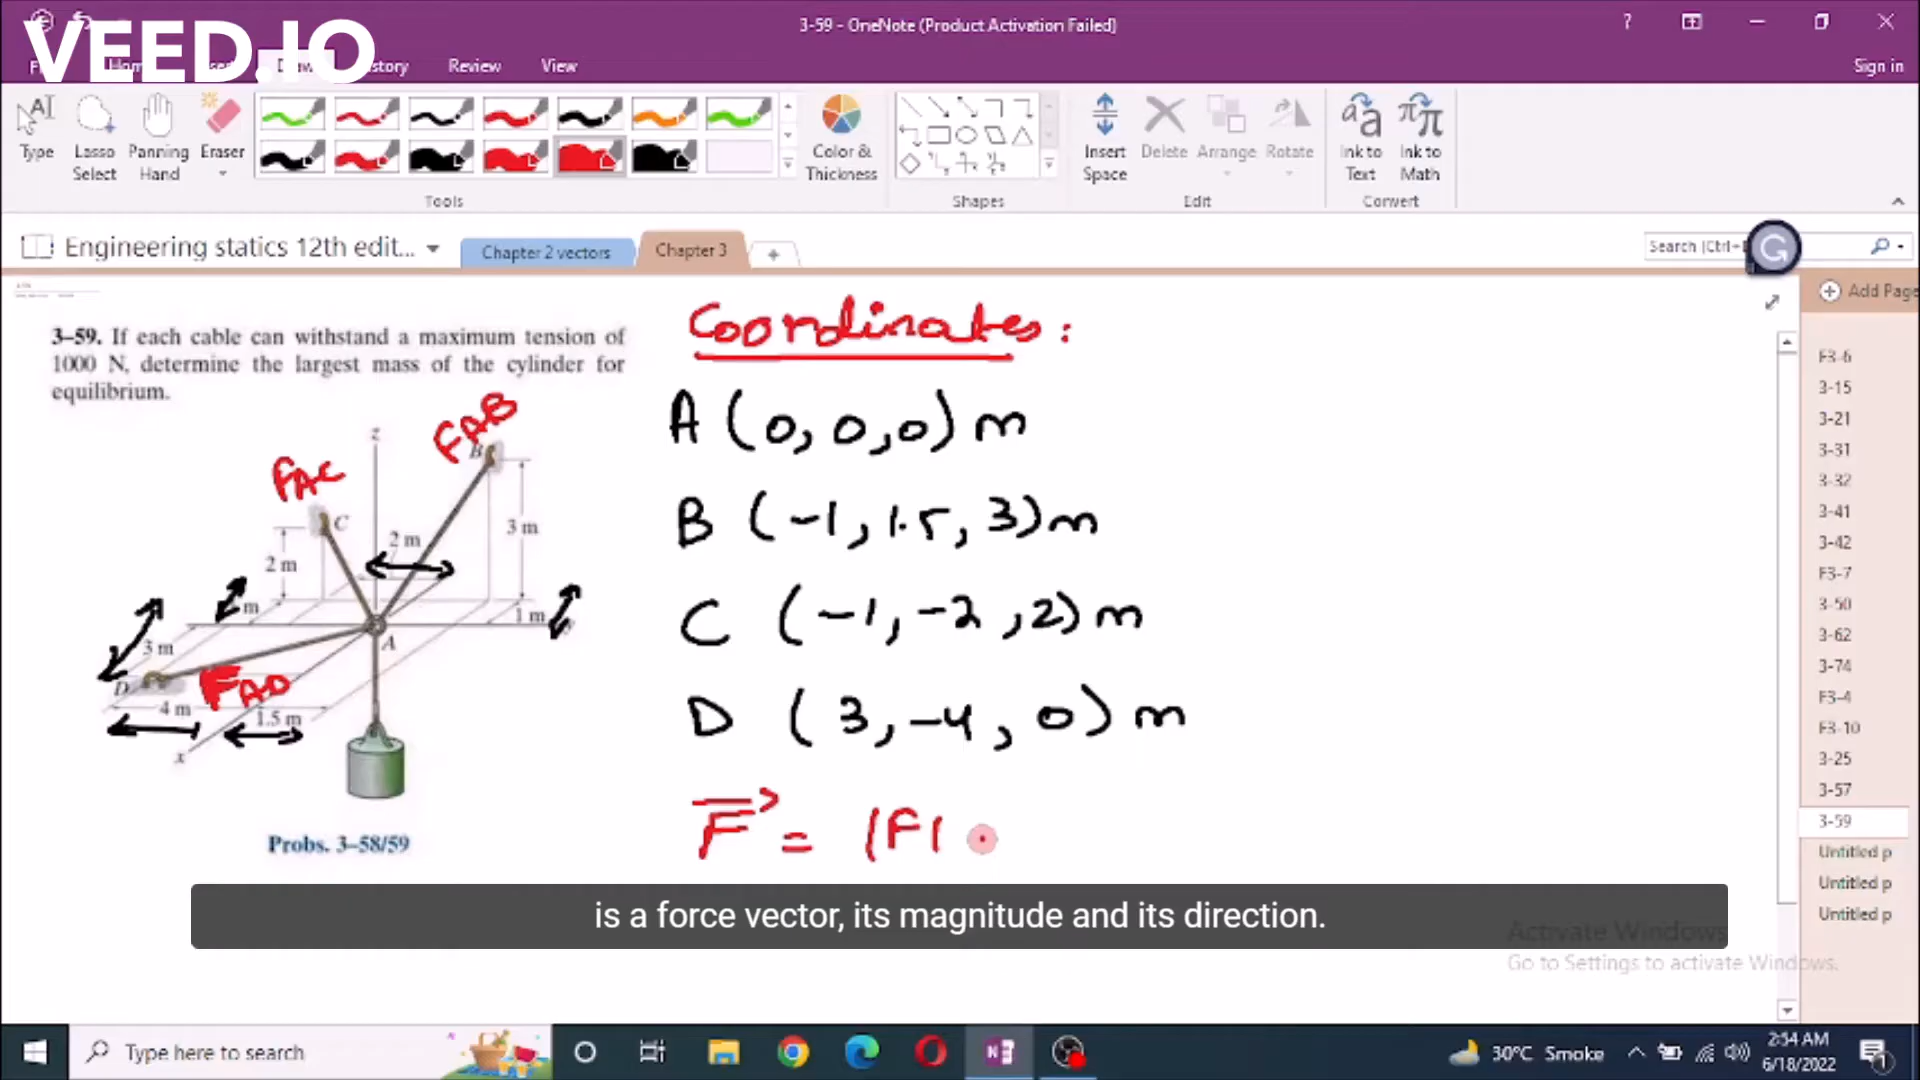 VEED.IO
3-59 - OneNote (Product Activation Failed)
?
Review View
Sign in
Type
Lasso Select
Panning Hand
Eraser
Color & Thickness
Insert Space
Delete
Arrange
Rotate
Ink to Text
Ink to Math
Tools
Shapes
Edit
Convert
Engineering statics 12th edit...
Chapter 2 vectors
Chapter 3
Add Page
3–59. If each cable can withstand a maximum tension of
1000 N, determine the largest mass of the cylinder for
equilibrium.
z
FAB
B
FAC
C
2 m
3 m
2 m
m
1 m
A
3 m
D
FAD
4 m
1.5 m
x
Probs. 3–58/59
Coordinates:
A (0, 0, 0) m
B (-1, 1.5, 3) m
C (-1, -2, 2) m
D (3, -4, 0) m
F = |F|
is a force vector, its magnitude and its direction.
F3-6
3-15
3-21
3-31
3-32
3-41
3-42
F3-7
3-50
3-62
3-74
F3-4
F3-10
3-25
3-57
3-59
Untitled p
Untitled p
Untitled p
Activate Windows
Go to Settings to activate Windows.
Type here to search
30°C Smoke
2:54 AM
6/18/2022